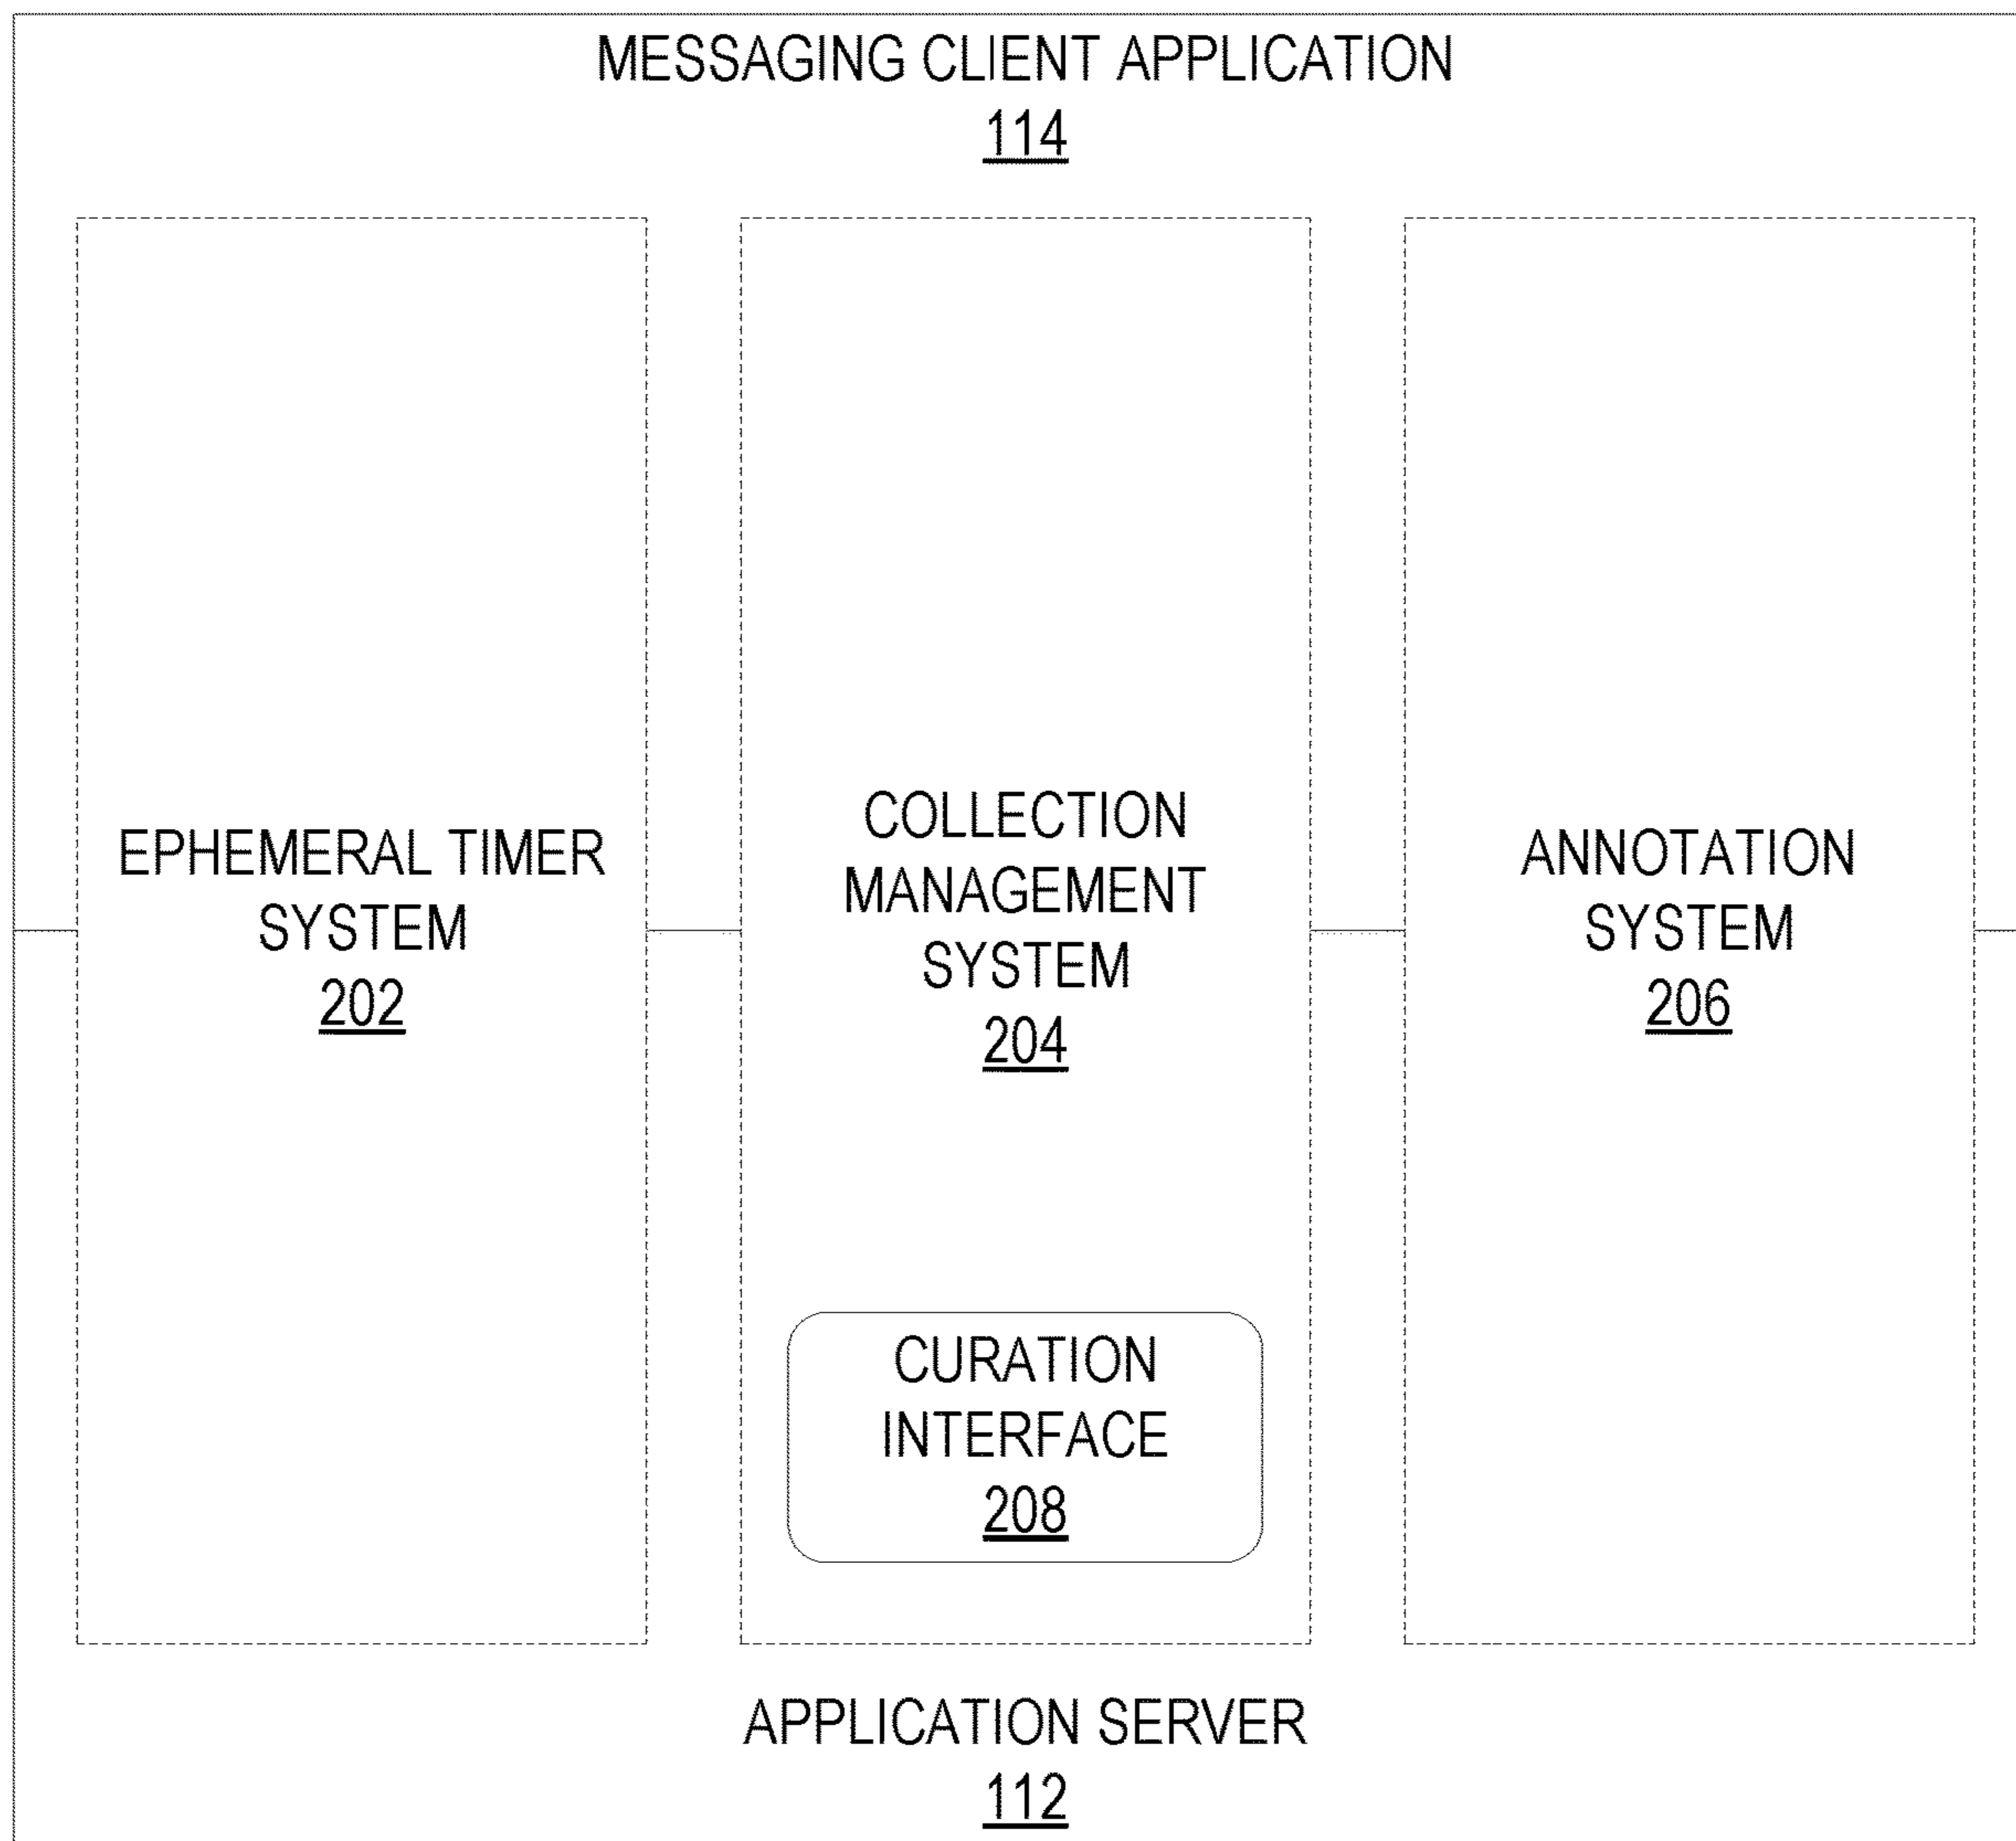 MESSAGING CLIENT APPLICATION
114
EPHEMERAL TIMER
SYSTEM
202
COLLECTION
MANAGEMENT
SYSTEM
204
ANNOTATION
SYSTEM
206
CURATION
INTERFACE
208
APPLICATION SERVER
112